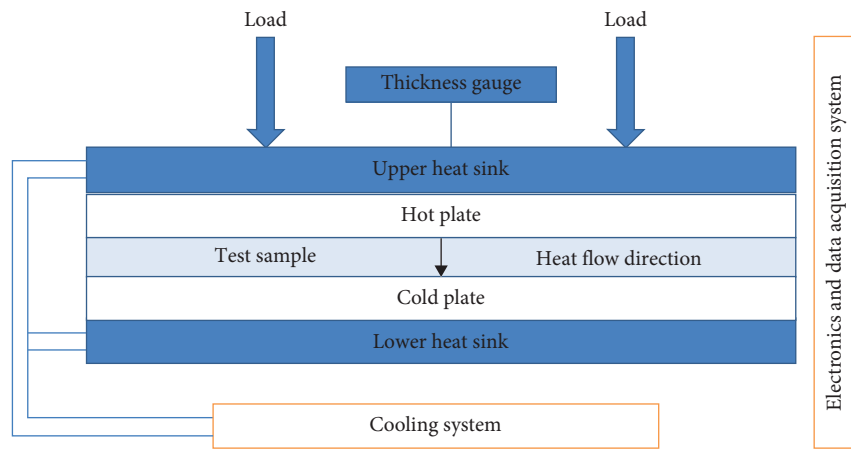 Load
Load
Thickness gauge
Upper heat sink
Hot plate
Test sample
Heat flow direction
Cold plate
Lower heat sink
Cooling system
Electronics and data acquisition system